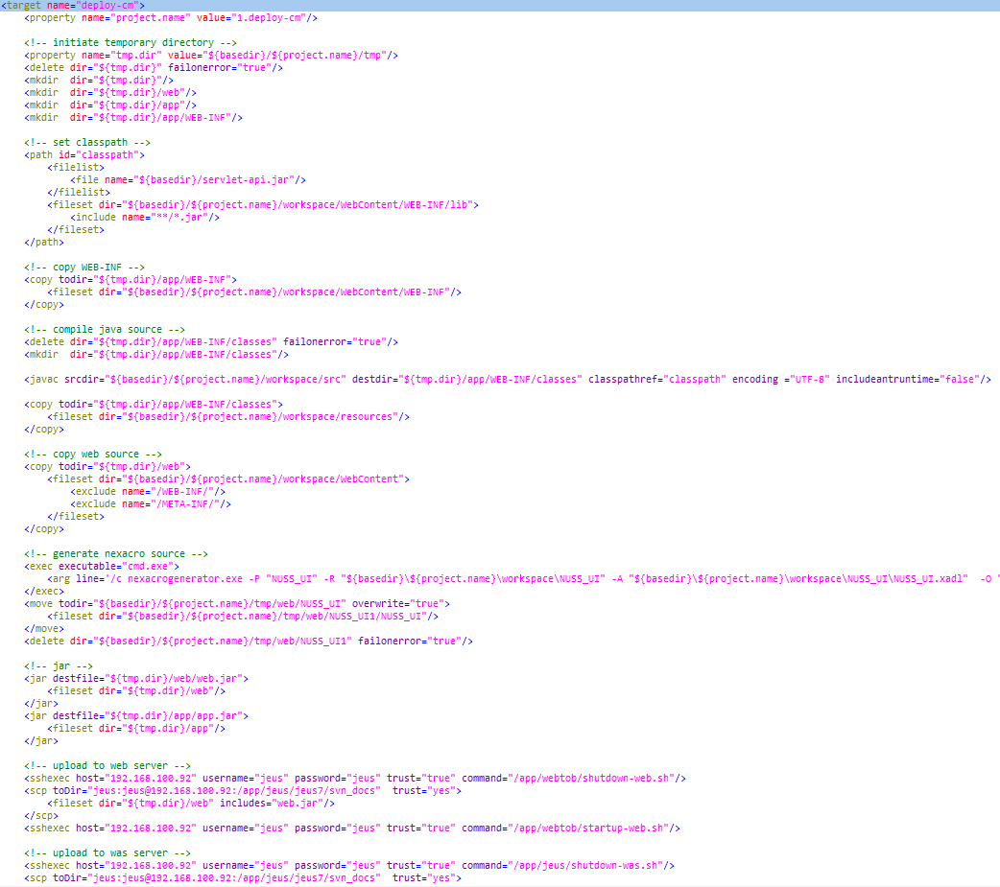 <target name="deploy-cm">
<property name="project.name" value="1.deploy-cm"/>
<!-- initiate temporary directory -->
<property name="tmp.dir" value="${basedir}/${project.name}/tmp"/>
<delete dir="${tmp.dir}" failonerror="true"/>
<mkdir  dir="${tmp.dir}"/>
<mkdir  dir="${tmp.dir}/web"/>
<mkdir  dir="${tmp.dir}/app"/>
<mkdir  dir="${tmp.dir}/app/WEB-INF"/>
<!-- set classpath -->
<path id="classpath">
<filelist>
<file name="${basedir}/servlet-api.jar"/>
</filelist>
<fileset dir="${basedir}/${project.name}/workspace/WebContent/WEB-INF/lib">
<include name="**/*.jar"/>
</fileset>
</path>
<!-- copy WEB-INF -->
<copy todir="${tmp.dir}/app/WEB-INF">
<fileset dir="${basedir}/${project.name}/workspace/WebContent/WEB-INF"/>
</copy>
<!-- compile java source -->
<delete dir="${tmp.dir}/app/WEB-INF/classes" failonerror="true"/>
<mkdir  dir="${tmp.dir}/app/WEB-INF/classes"/>
<javac srcdir="${basedir}/${project.name}/workspace/src" destdir="${tmp.dir}/app/WEB-INF/classes" classpathref="classpath" encoding ="UTF-8" includeantruntime="false"/>
<copy todir="${tmp.dir}/app/WEB-INF/classes">
<fileset dir="${basedir}/${project.name}/workspace/resources"/>
</copy>
<!-- copy web source -->
<copy todir="${tmp.dir}/web">
<fileset dir="${basedir}/${project.name}/workspace/WebContent">
<exclude name="/WEB-INF/"/>
<exclude name="/META-INF/"/>
</fileset>
</copy>
<!-- generate nexacro source -->
<exec executable="cmd.exe">
<arg line='/c nexacrogenerator.exe -P "NUSS_UI" -R "${basedir}\${project.name}\workspace\NUSS_UI" -A "${basedir}\${project.name}\workspace\NUSS_UI\NUSS_UI.xadl"  -O "
</exec>
<move todir="${basedir}/${project.name}/tmp/web/NUSS_UI" overwrite="true">
<fileset dir="${basedir}/${project.name}/tmp/web/NUSS_UI1/NUSS_UI"/>
</move>
<delete dir="${basedir}/${project.name}/tmp/web/NUSS_UI1" failonerror="true"/>
<!-- jar -->
<jar destfile="${tmp.dir}/web/web.jar">
<fileset dir="${tmp.dir}/web"/>
</jar>
<jar destfile="${tmp.dir}/app/app.jar">
<fileset dir="${tmp.dir}/app"/>
</jar>
<!-- upload to web server -->
<sshexec host="192.168.100.92" username="jeus" password="jeus" trust="true" command="/app/webtob/shutdown-web.sh"/>
<scp toDir="jeus:jeus@192.168.100.92:/app/jeus/jeus7/svn_docs"  trust="yes">
<fileset dir="${tmp.dir}/web" includes="web.jar"/>
</scp>
<sshexec host="192.168.100.92" username="jeus" password="jeus" trust="true" command="/app/webtob/startup-web.sh"/>
<!-- upload to was server -->
<sshexec host="192.168.100.92" username="jeus" password="jeus" trust="true" command="/app/jeus/shutdown-was.sh"/>
<scp toDir="jeus:jeus@192.168.100.92:/app/jeus/jeus7/svn_docs"  trust="yes">